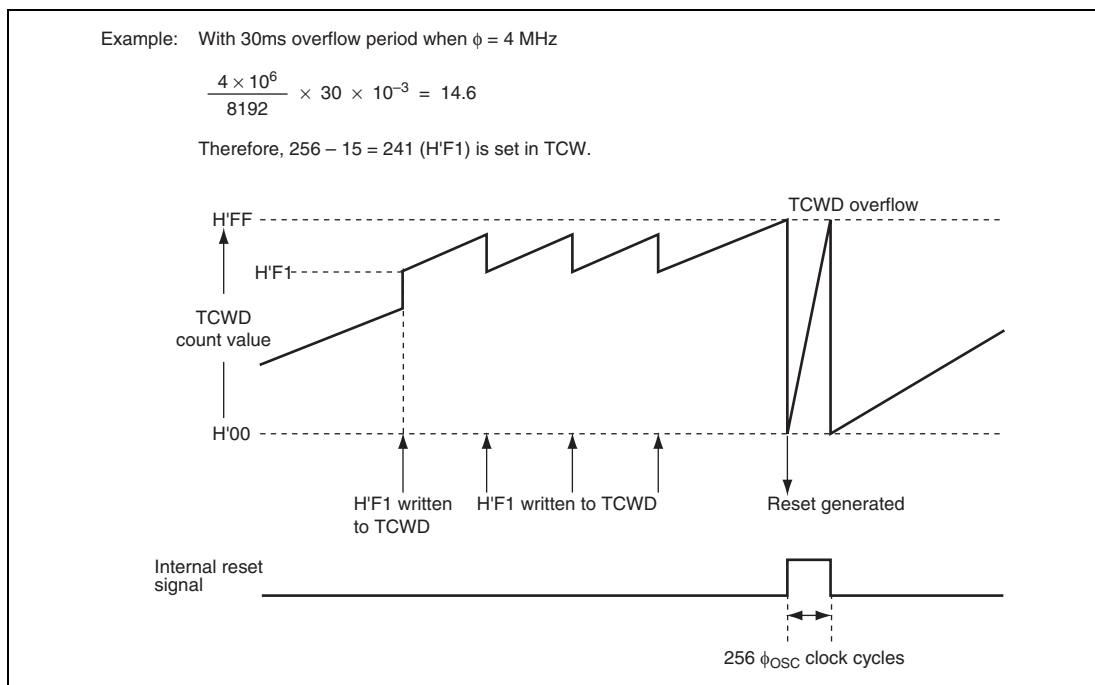 Example: With 30ms overflow period when φ = 4 MHz
4 × 10⁶
8192
× 30 × 10⁻³ = 14.6
Therefore, 256 – 15 = 241 (H'F1) is set in TCW.
TCWD overflow
H'FF
H'F1
TCWD
count value
H'00
H'F1 written
to TCWD
H'F1 written to TCWD
Reset generated
Internal reset
signal
256 φOSC clock cycles